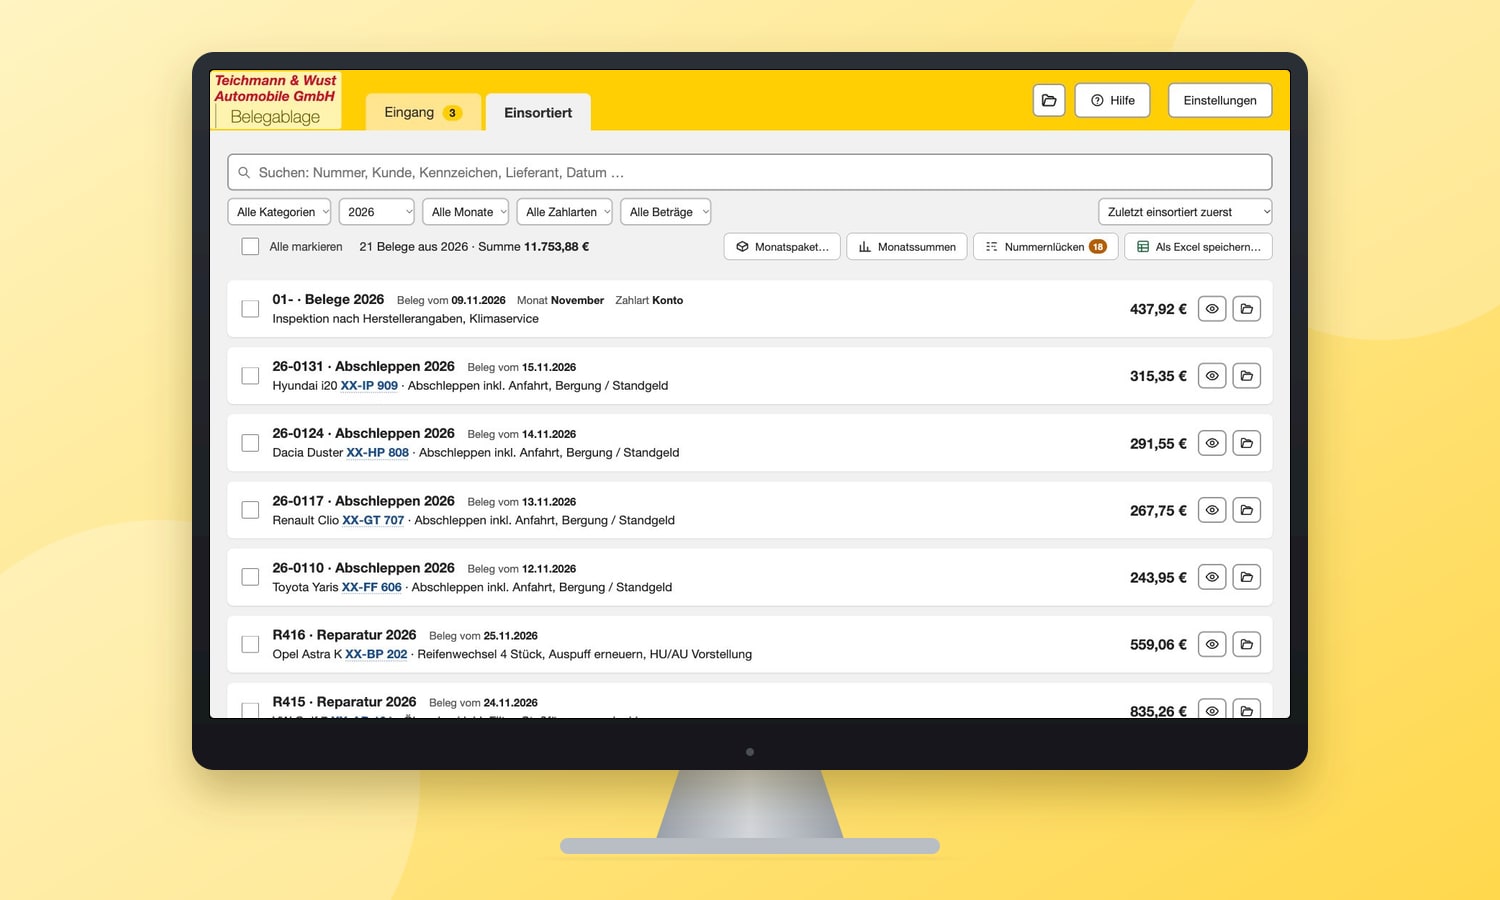 Teichmann & Wust
Automobile GmbH
Belegablage
Eingang 3
Einsortiert
Hilfe
Einstellungen
Suchen: Nummer, Kunde, Kennzeichen, Lieferant, Datum …
Alle Kategorien
2026
Alle Monate
Alle Zahlarten
Alle Beträge
Zuletzt einsortiert zuerst
Alle markieren
21 Belege aus 2026 · Summe 11.753,88 €
Monatspaket…
Monatssummen
Nummernlücken 18
Als Excel speichern…
01- · Belege 2026 Beleg vom 09.11.2026 Monat November Zahlart Konto
Inspektion nach Herstellerangaben, Klimaservice
437,92 €
26-0131 · Abschleppen 2026 Beleg vom 15.11.2026
Hyundai i20 XX-IP 909 · Abschleppen inkl. Anfahrt, Bergung / Standgeld
315,35 €
26-0124 · Abschleppen 2026 Beleg vom 14.11.2026
Dacia Duster XX-HP 808 · Abschleppen inkl. Anfahrt, Bergung / Standgeld
291,55 €
26-0117 · Abschleppen 2026 Beleg vom 13.11.2026
Renault Clio XX-GT 707 · Abschleppen inkl. Anfahrt, Bergung / Standgeld
267,75 €
26-0110 · Abschleppen 2026 Beleg vom 12.11.2026
Toyota Yaris XX-FF 606 · Abschleppen inkl. Anfahrt, Bergung / Standgeld
243,95 €
R416 · Reparatur 2026 Beleg vom 25.11.2026
Opel Astra K XX-BP 202 · Reifenwechsel 4 Stück, Auspuff erneuern, HU/AU Vorstellung
559,06 €
R415 · Reparatur 2026 Beleg vom 24.11.2026
835,26 €